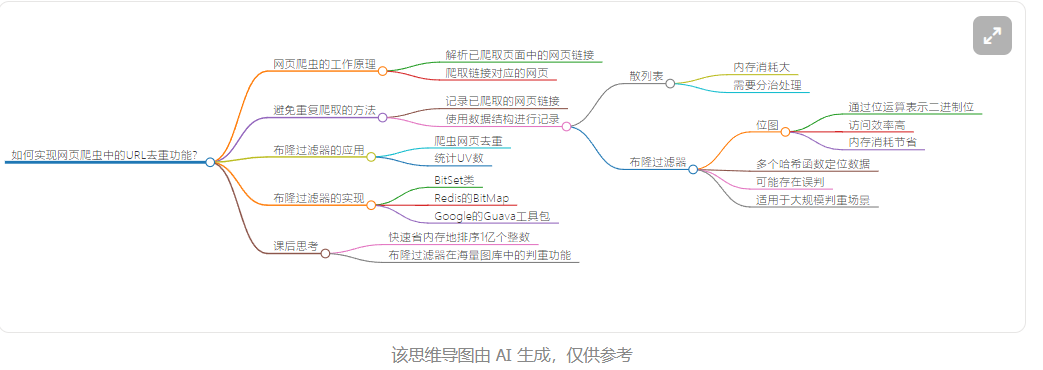 如何实现网页爬虫中的URL去重功能?
网页爬虫的工作原理
解析已爬取页面中的网页链接
爬取链接对应的网页
避免重复爬取的方法
记录已爬取的网页链接
使用数据结构进行记录
散列表
内存消耗大
需要分治处理
布隆过滤器
位图
通过位运算表示二进制位
访问效率高
内存消耗节省
多个哈希函数定位数据
可能存在误判
适用于大规模判重场景
布隆过滤器的应用
爬虫网页去重
统计UV数
布隆过滤器的实现
BitSet类
Redis的BitMap
Google的Guava工具包
课后思考
快速省内存地排序1亿个整数
布隆过滤器在海量图库中的判重功能
该思维导图由 AI 生成，仅供参考